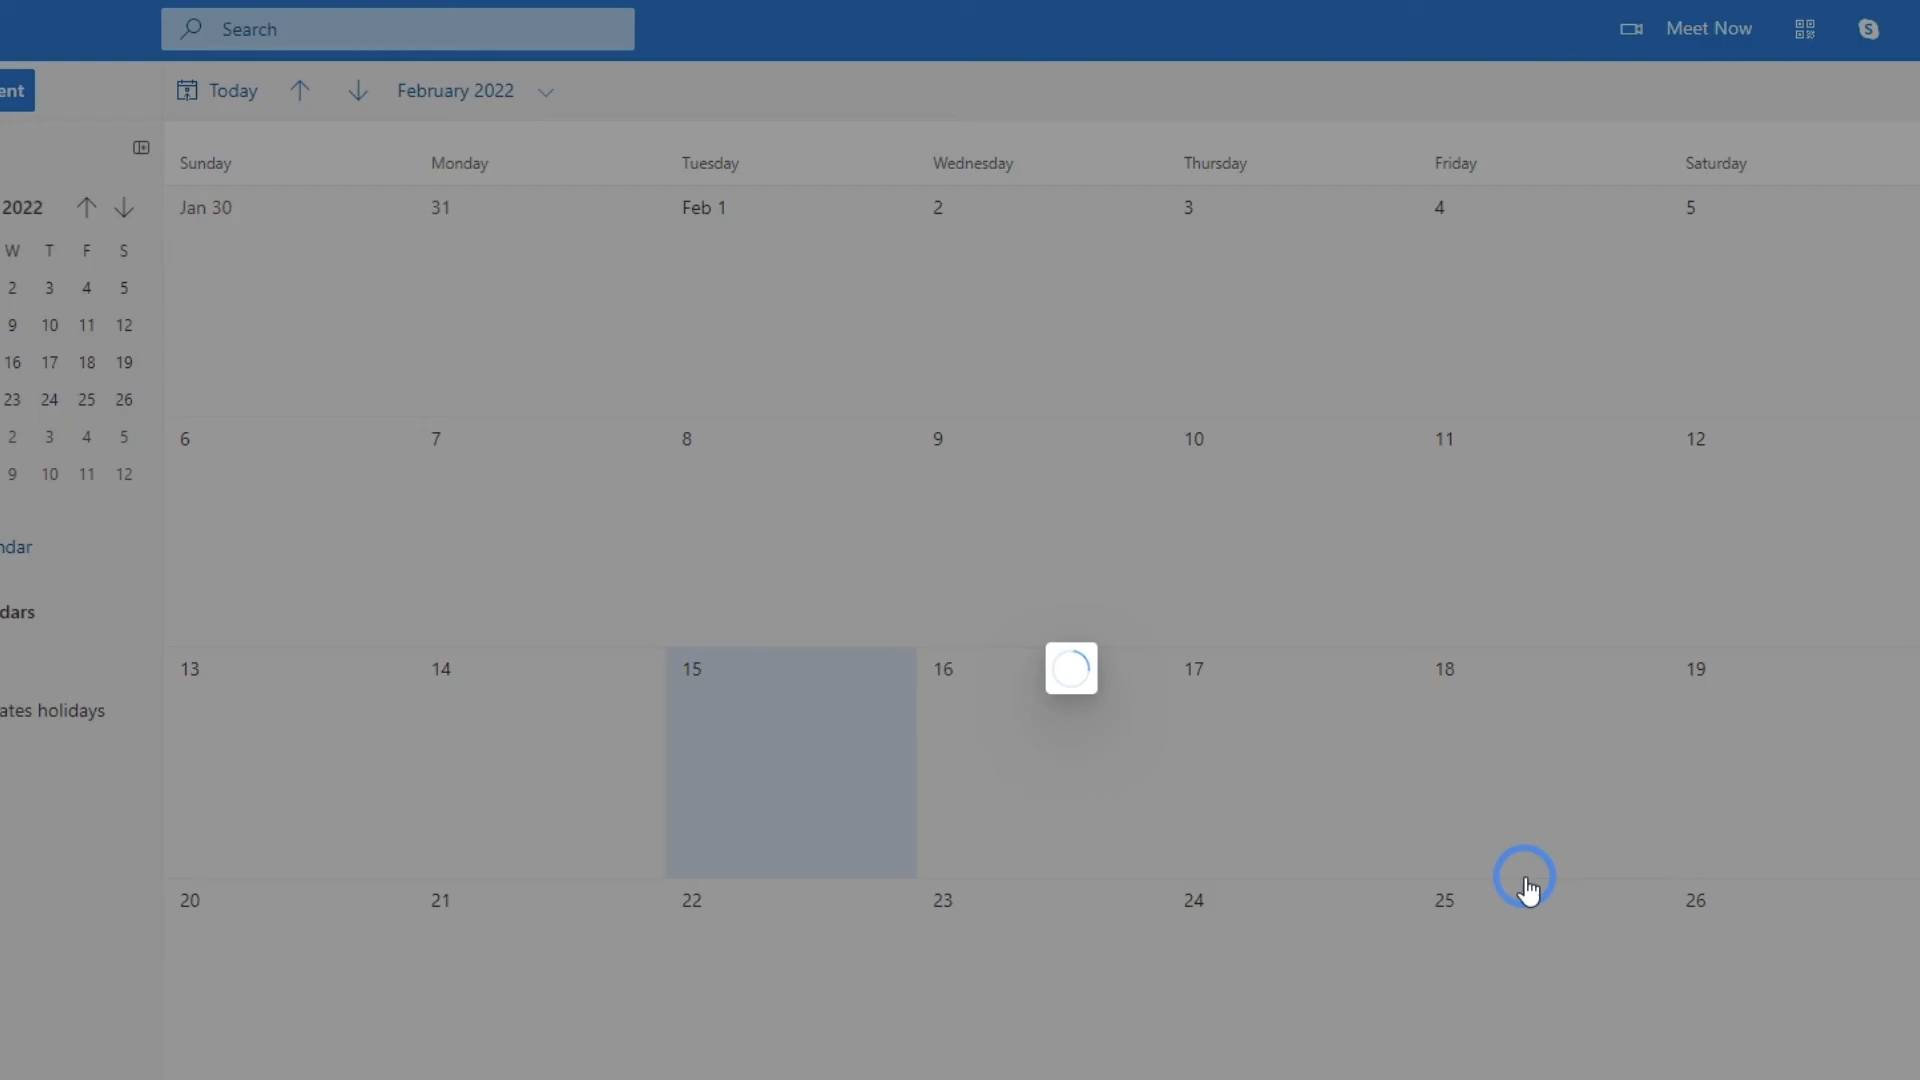 Search
Meet Now
S
ent
Today
February 2022
Sunday Monday Tuesday Wednesday Thursday Friday Saturday
2022
W T F S
2 3 4 5
9 10 11 12
16 17 18 19
23 24 25 26
2 3 4 5
9 10 11 12
ndar
dars
ates holidays
Jan 30 31 Feb 1 2 3 4 5
6 7 8 9 10 11 12
13 14 15 16 17 18 19
20 21 22 23 24 25 26